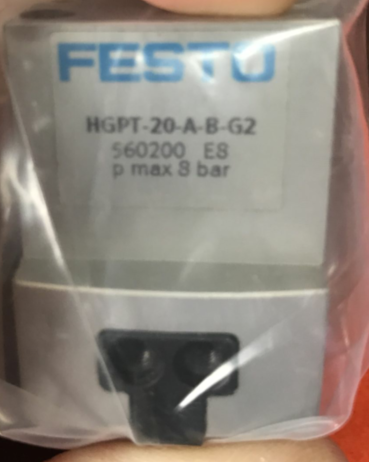 FESTO
HGPT-20-A-B-G2
560200 E8
p max 8 bar